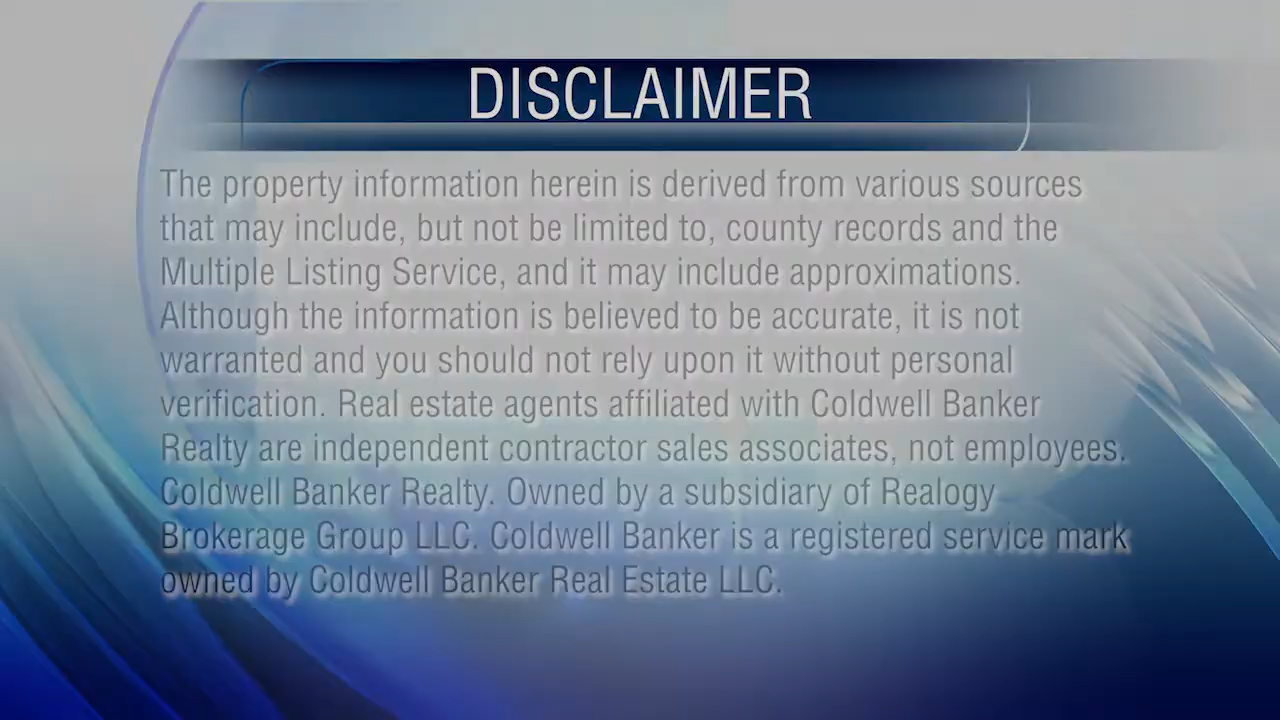 DISCLAIMER
The property information herein is derived from various sources
that may include, but not be limited to, county records and the
Multiple Listing Service, and it may include approximations.
Although the information is believed to be accurate, it is not
warranted and you should not rely upon it without personal
verification. Real estate agents affiliated with Coldwell Banker
Realty are independent contractor sales associates, not employees.
Coldwell Banker Realty. Owned by a subsidiary of Realogy
Brokerage Group LLC. Coldwell Banker is a registered service mark
owned by Coldwell Banker Real Estate LLC.